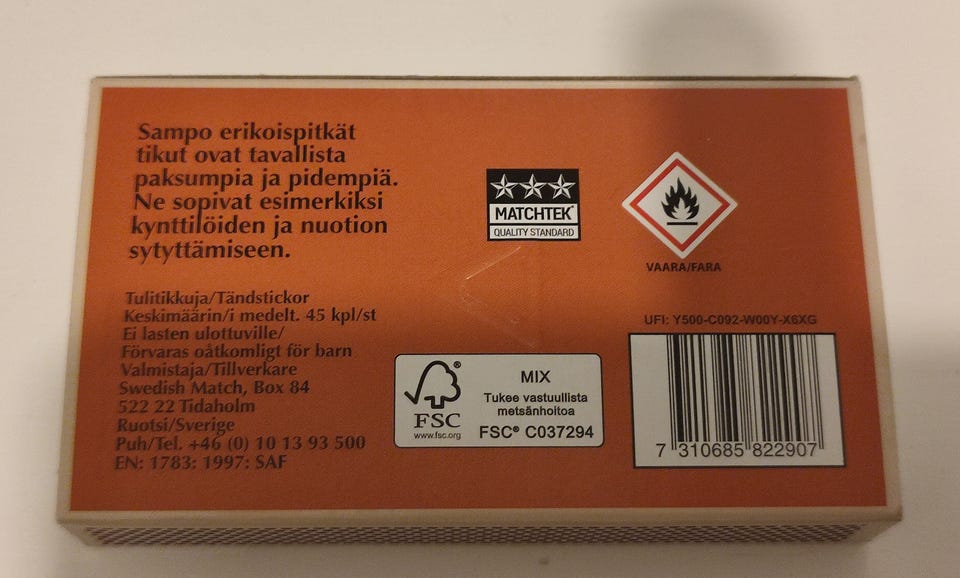 Sampo erikoispitkät
tikut ovat tavallista
paksumpia ja pidempiä.
Ne sopivat esimerkiksi
kynttilöiden ja nuotion
sytyttämiseen.
Tulitikkuja/Tändstickor
Keskimäärin/i medelt. 45 kpl/st
Ei lasten ulottuville/
Förvaras oåtkomligt för barn
Valmistaja/Tillverkare
Swedish Match, Box 84
522 22 Tidaholm
Ruotsi/Sverige
Puh/Tel. +46 (0) 10 13 93 500
EN: 1783: 1997: SAF
MATCHTEK
QUALITY STANDARD
VAARA/FARA
FSC®
www.fsc.org
MIX
Tukee vastuullista
metsänhoitoa
FSC® C037294
UFI: Y500-C092-W00Y-X6XG
7 310685 822907